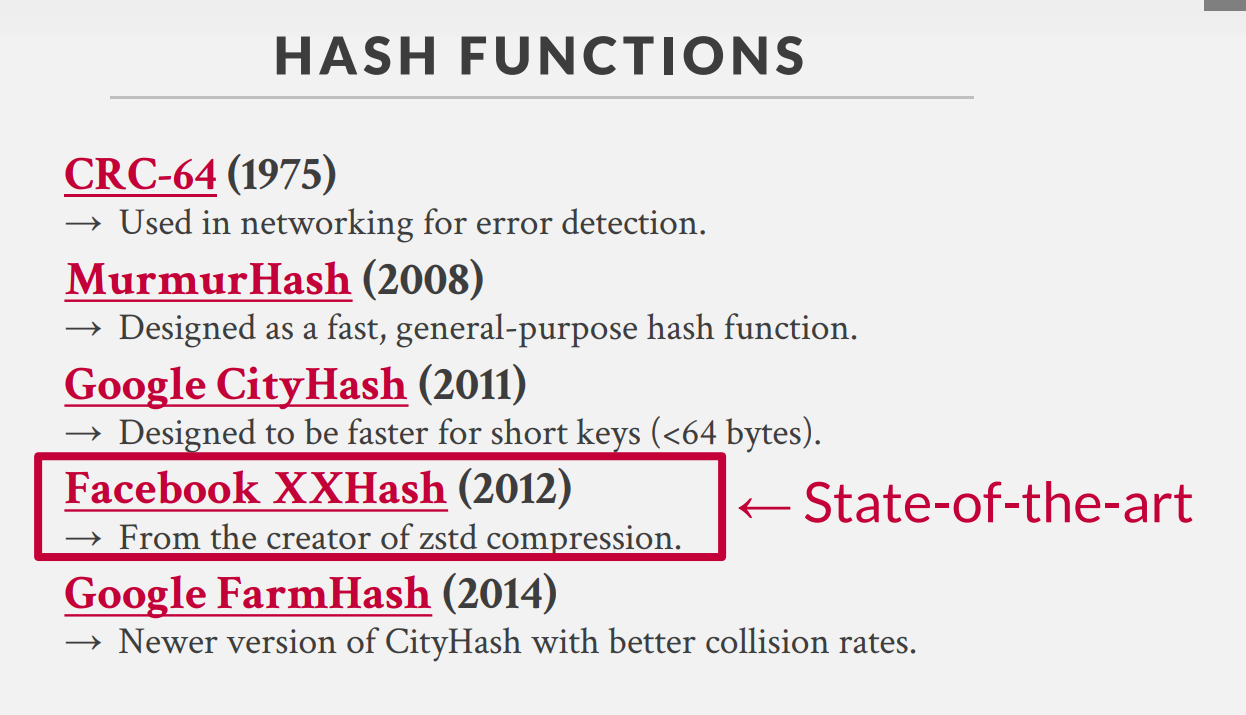 HASH FUNCTIONS
CRC-64 (1975)
→ Used in networking for error detection.
MurmurHash (2008)
→ Designed as a fast, general-purpose hash function.
Google CityHash (2011)
→ Designed to be faster for short keys (<64 bytes).
Facebook XXHash (2012)
← State-of-the-art
→ From the creator of zstd compression.
Google FarmHash (2014)
→ Newer version of CityHash with better collision rates.